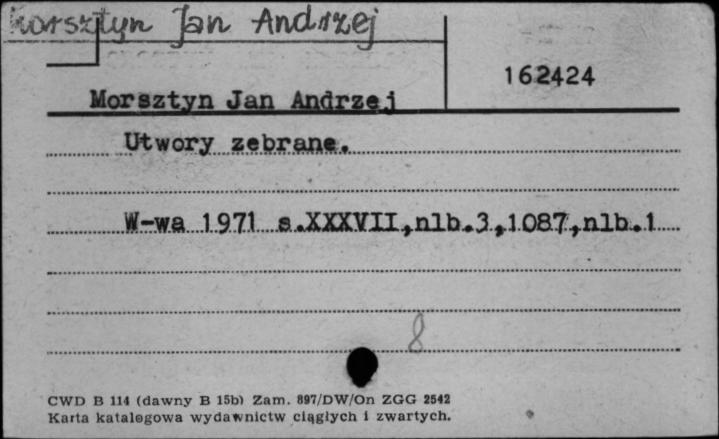 Morsztyn Jan Andrzej
162424
Morsztyn Jan Andrzej
Utwory zebrane.
W-wa 1971 s.XXXVII,nlb.3,1087,nlb.1
8
CWD B 114 (dawny B 15b) Zam. 897/DW/On ZGG 2542
Karta katalogowa wydawnictw ciągłych i zwartych.